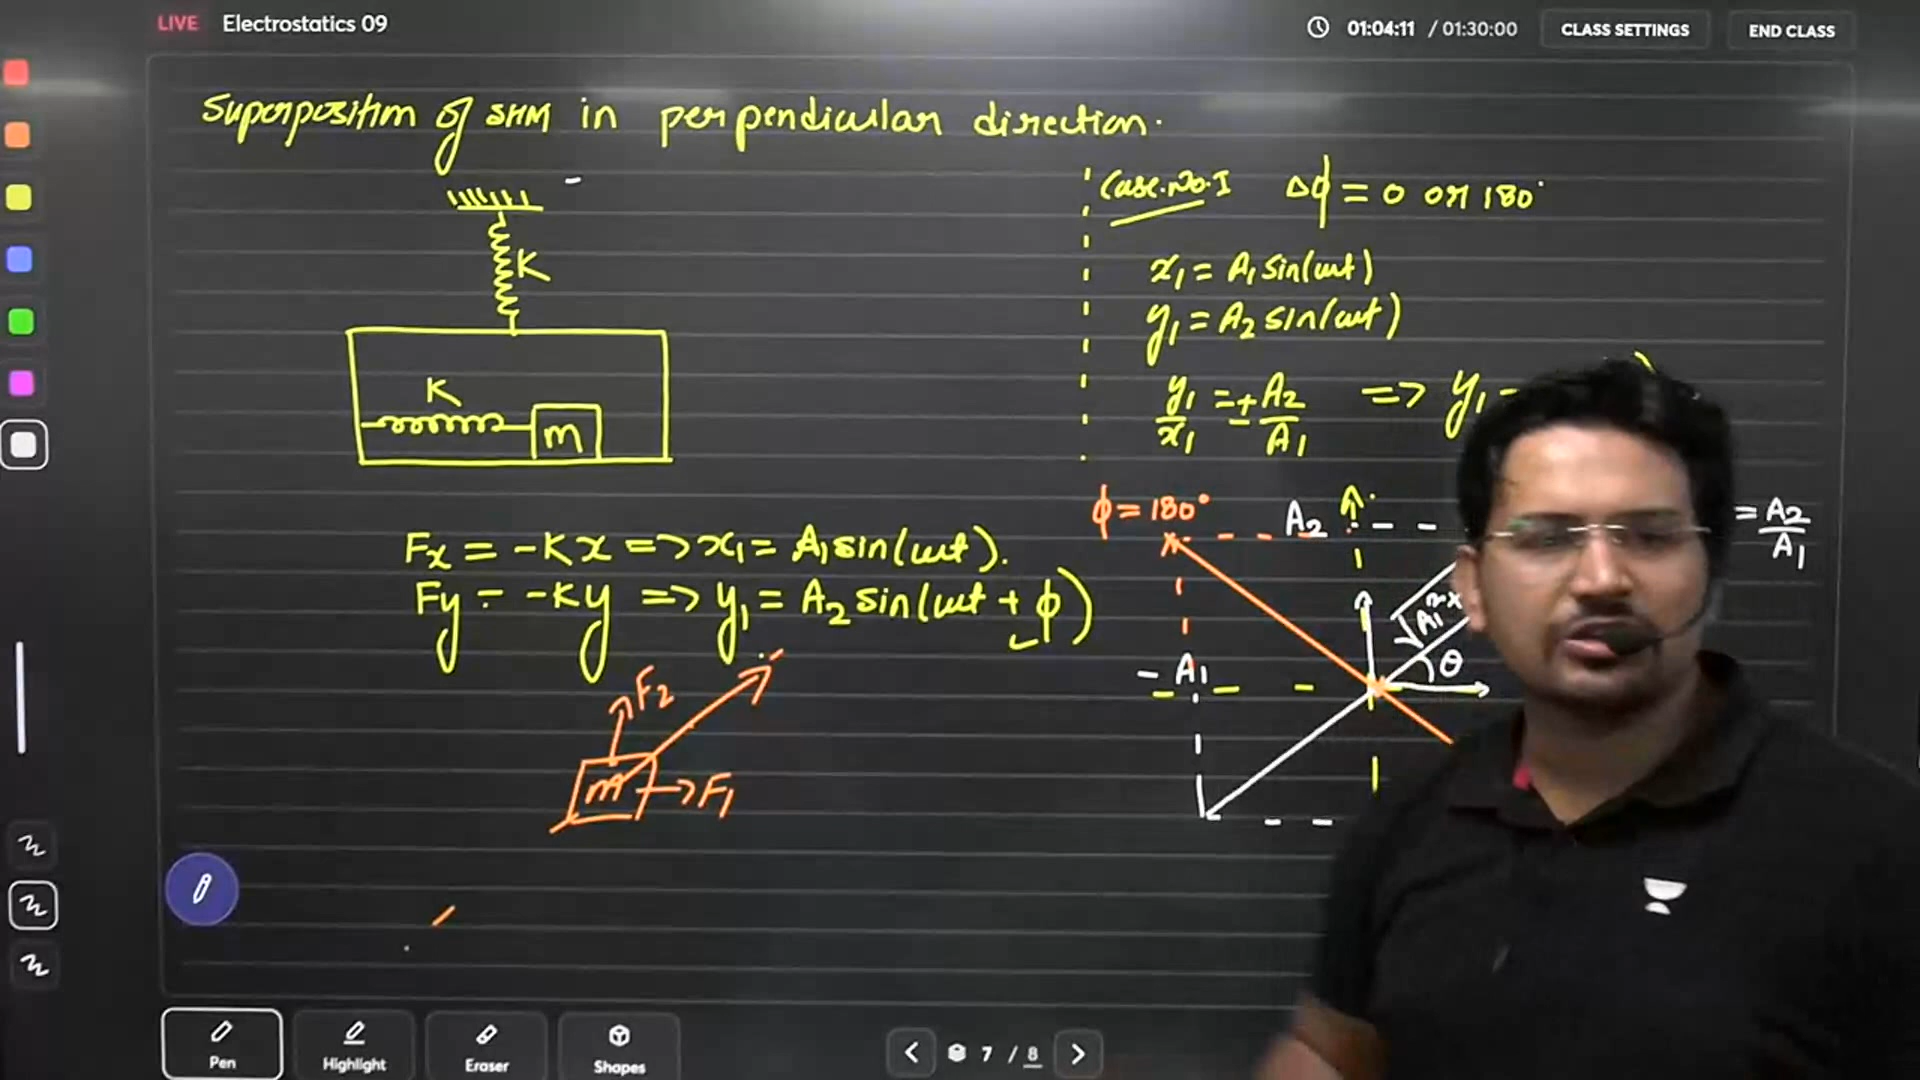 LIVE Electrostatics 09
01:04:11 / 01:30:00 CLASS SETTINGS END CLASS
Superposition of SHM in perpendicular direction.
K
K
m
Fx = -Kx => x₁ = A₁ sin(ωt).
Fy = -Ky => y₁ = A₂ sin(ωt + φ)
F₂
m
F₁
Case.No.I Δφ = 0 or 180°
x₁ = A₁ sin(ωt)
y₁ = A₂ sin(ωt)
y₁/x₁ = ± A₂/A₁ => y₁ =
φ = 180° A₂
= A₂/A₁
θ
- A₁
Pen Highlight Eraser Shapes
7 / 8